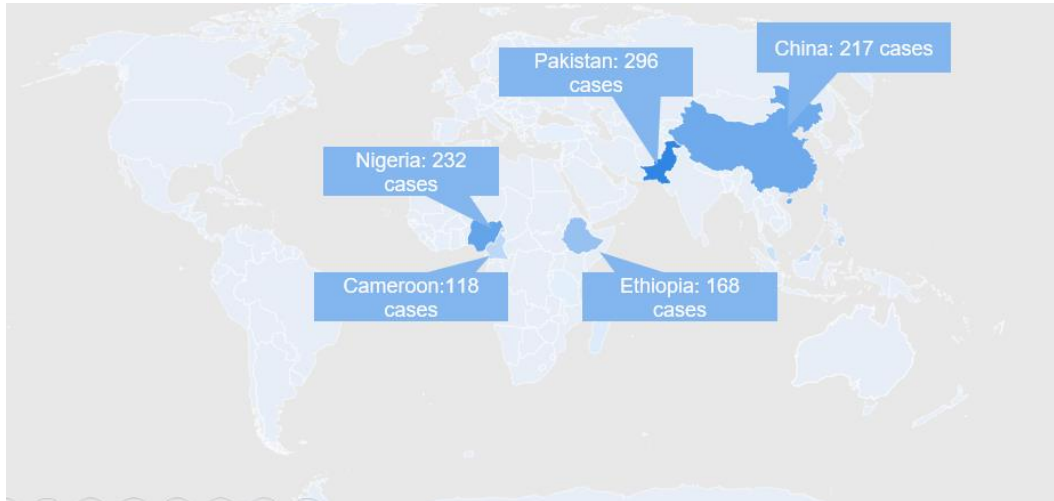 China: 217 cases
Pakistan: 296
cases
Nigeria: 232
cases
Cameroon:118
cases
Ethiopia: 168
cases